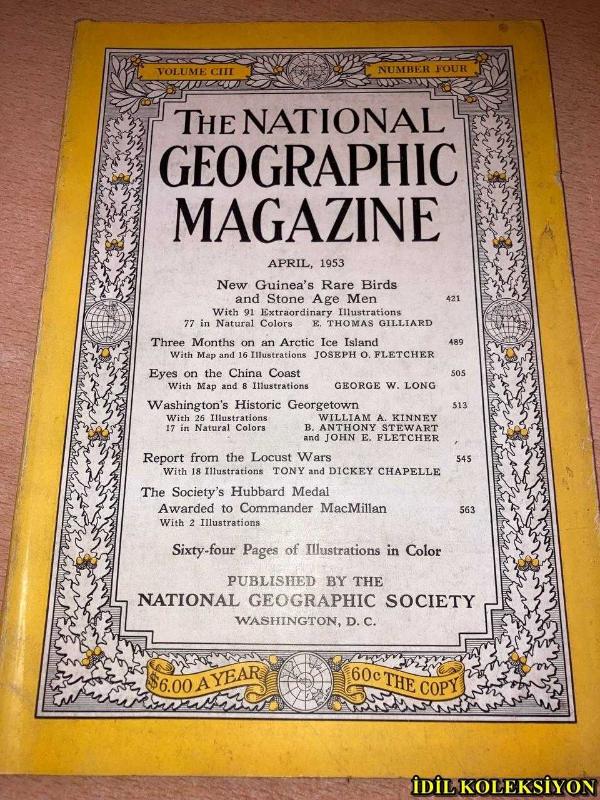 VOLUME CIII NUMBER FOUR
THE NATIONAL
GEOGRAPHIC
MAGAZINE
APRIL, 1953
New Guinea's Rare Birds
and Stone Age Men 421
With 91 Extraordinary Illustrations
77 in Natural Colors E. THOMAS GILLIARD
Three Months on an Arctic Ice Island 489
With Map and 16 Illustrations JOSEPH O. FLETCHER
Eyes on the China Coast 505
With Map and 8 Illustrations GEORGE W. LONG
Washington's Historic Georgetown 513
With 26 Illustrations WILLIAM A. KINNEY
17 in Natural Colors B. ANTHONY STEWART
and JOHN E. FLETCHER
Report from the Locust Wars 545
With 18 Illustrations TONY and DICKEY CHAPELLE
The Society's Hubbard Medal
Awarded to Commander MacMillan 563
With 2 Illustrations
Sixty-four Pages of Illustrations in Color
PUBLISHED BY THE
NATIONAL GEOGRAPHIC SOCIETY
WASHINGTON, D. C.
$6.00 A YEAR 60¢ THE COPY
İDİL KOLEKSİYON